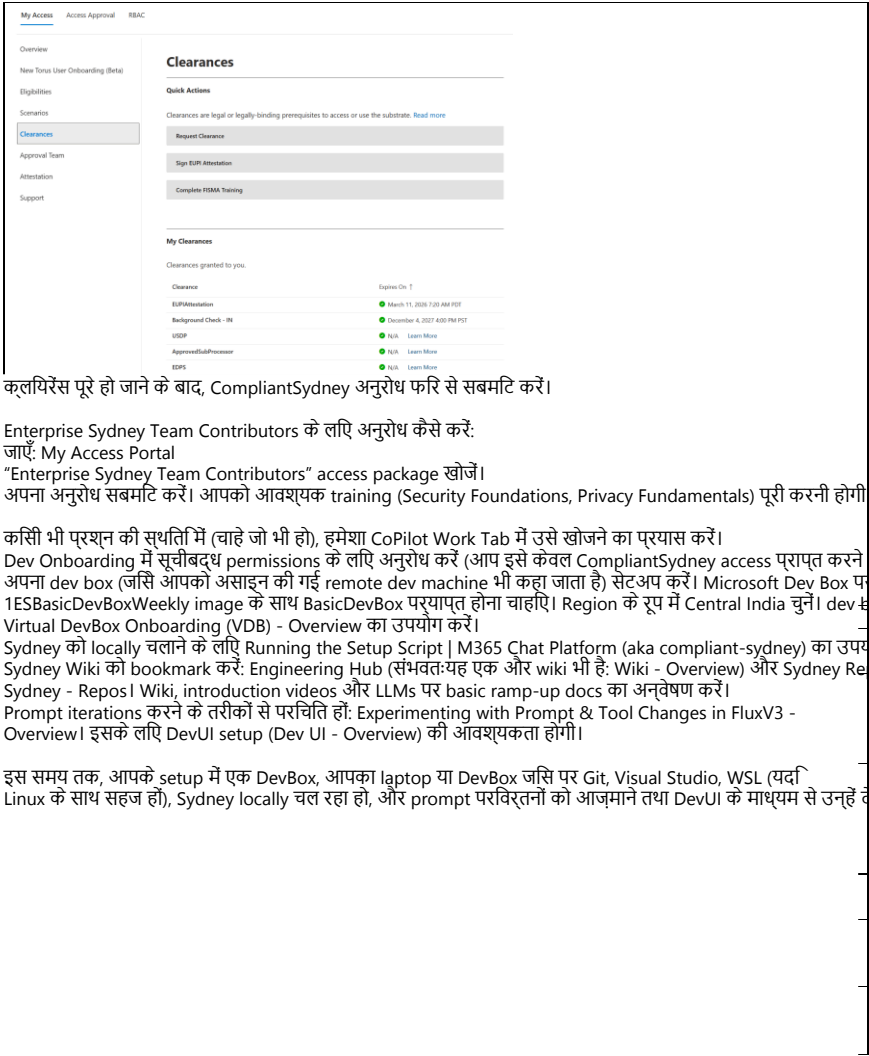 My Access Access Approval RBAC
Overview
New Torus User Onboarding (Beta)
Eligibilities
Scenarios
Clearances
Approval Team
Attestation
Support
Clearances
Quick Actions
Clearances are legal or legally-binding prerequisites to access or use the substrate. Read more
Request Clearance
Sign EUPI Attestation
Complete FISMA Training
My Clearances
Clearances granted to you.
Clearance Expires On ↑
EUPIAttestation March 11, 2026 7:20 AM PDT
Background Check - IN December 4, 2027 4:00 PM PST
USDP N/A Learn More
ApprovedSubProcessor N/A Learn More
EDPS N/A Learn More
क्लियरेंस पूरे हो जाने के बाद, CompliantSydney अनुरोध फिर से सबमिट करें।
Enterprise Sydney Team Contributors के लिए अनुरोध कैसे करें:
जाएँ: My Access Portal
“Enterprise Sydney Team Contributors” access package खोजें।
अपना अनुरोध सबमिट करें। आपको आवश्यक training (Security Foundations, Privacy Fundamentals) पूरी करनी होगी
किसी भी प्रश्न की स्थिति में (चाहे जो भी हो), हमेशा CoPilot Work Tab में उसे खोजने का प्रयास करें।
Dev Onboarding में सूचीबद्ध permissions के लिए अनुरोध करें (आप इसे केवल CompliantSydney access प्राप्त करने
अपना dev box (जिसे आपको असाइन की गई remote dev machine भी कहा जाता है) सेटअप करें। Microsoft Dev Box पर
1ESBasicDevBoxWeekly image के साथ BasicDevBox पर्याप्त होना चाहिए। Region के रूप में Central India चुनें। dev
Virtual DevBox Onboarding (VDB) - Overview का उपयोग करें।
Sydney को locally चलाने के लिए Running the Setup Script | M365 Chat Platform (aka compliant-sydney) का
Sydney Wiki को bookmark करें: Engineering Hub (संभवतः यह एक और wiki भी है: Wiki - Overview) और Sydney
Sydney - Repos। Wiki, introduction videos और LLMs पर basic ramp-up docs का अन्वेषण करें।
Prompt iterations करने के तरीकों से परिचित हों: Experimenting with Prompt & Tool Changes in FluxV3 -
Overview। इसके लिए DevUI setup (Dev UI - Overview) की आवश्यकता होगी।
इस समय तक, आपके setup में एक DevBox, आपका laptop या DevBox जिस पर Git, Visual Studio, WSL (यदि
Linux के साथ सहज हों), Sydney locally चल रहा हो, और prompt परिवर्तनों को आज़माने तथा DevUI के माध्यम से उन्हें